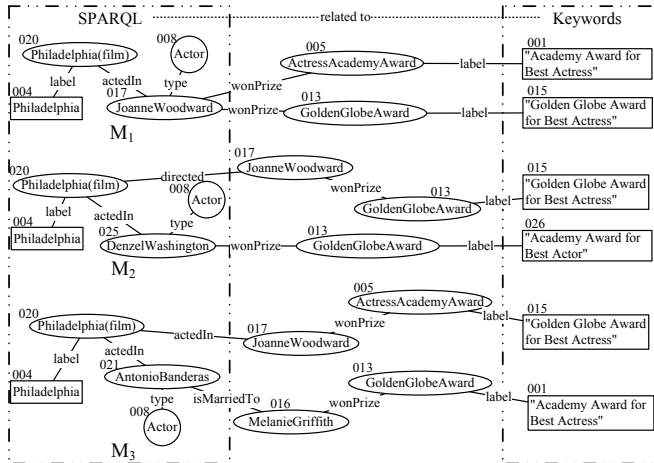 SPARQL
related to
Keywords
020
Philadelphia(film)
008
Actor
005
ActressAcademyAward
001
"Academy Award for
Best Actress"
label
actedIn
type
wonPrize
label
004
Philadelphia
017
JoanneWoodward
wonPrize
013
GoldenGlobeAward
label
015
"Golden Globe Award
for Best Actress"
M1
020
Philadelphia(film)
directed
017
JoanneWoodward
008
Actor
015
"Golden Globe Award
for Best Actress"
label
actedIn
type
wonPrize
013
GoldenGlobeAward
label
004
Philadelphia
025
DenzelWashington
wonPrize
013
GoldenGlobeAward
label
026
"Academy Award for
Best Actor"
M2
020
Philadelphia(film)
005
ActressAcademyAward
015
"Golden Globe Award
for Best Actress"
label
actedIn
actedIn
017
JoanneWoodward
wonPrize
label
004
Philadelphia
021
AntonioBanderas
013
GoldenGlobeAward
type
isMarriedTo
016
MelanieGriffith
wonPrize
label
001
"Academy Award for
Best Actress"
008
Actor
M3